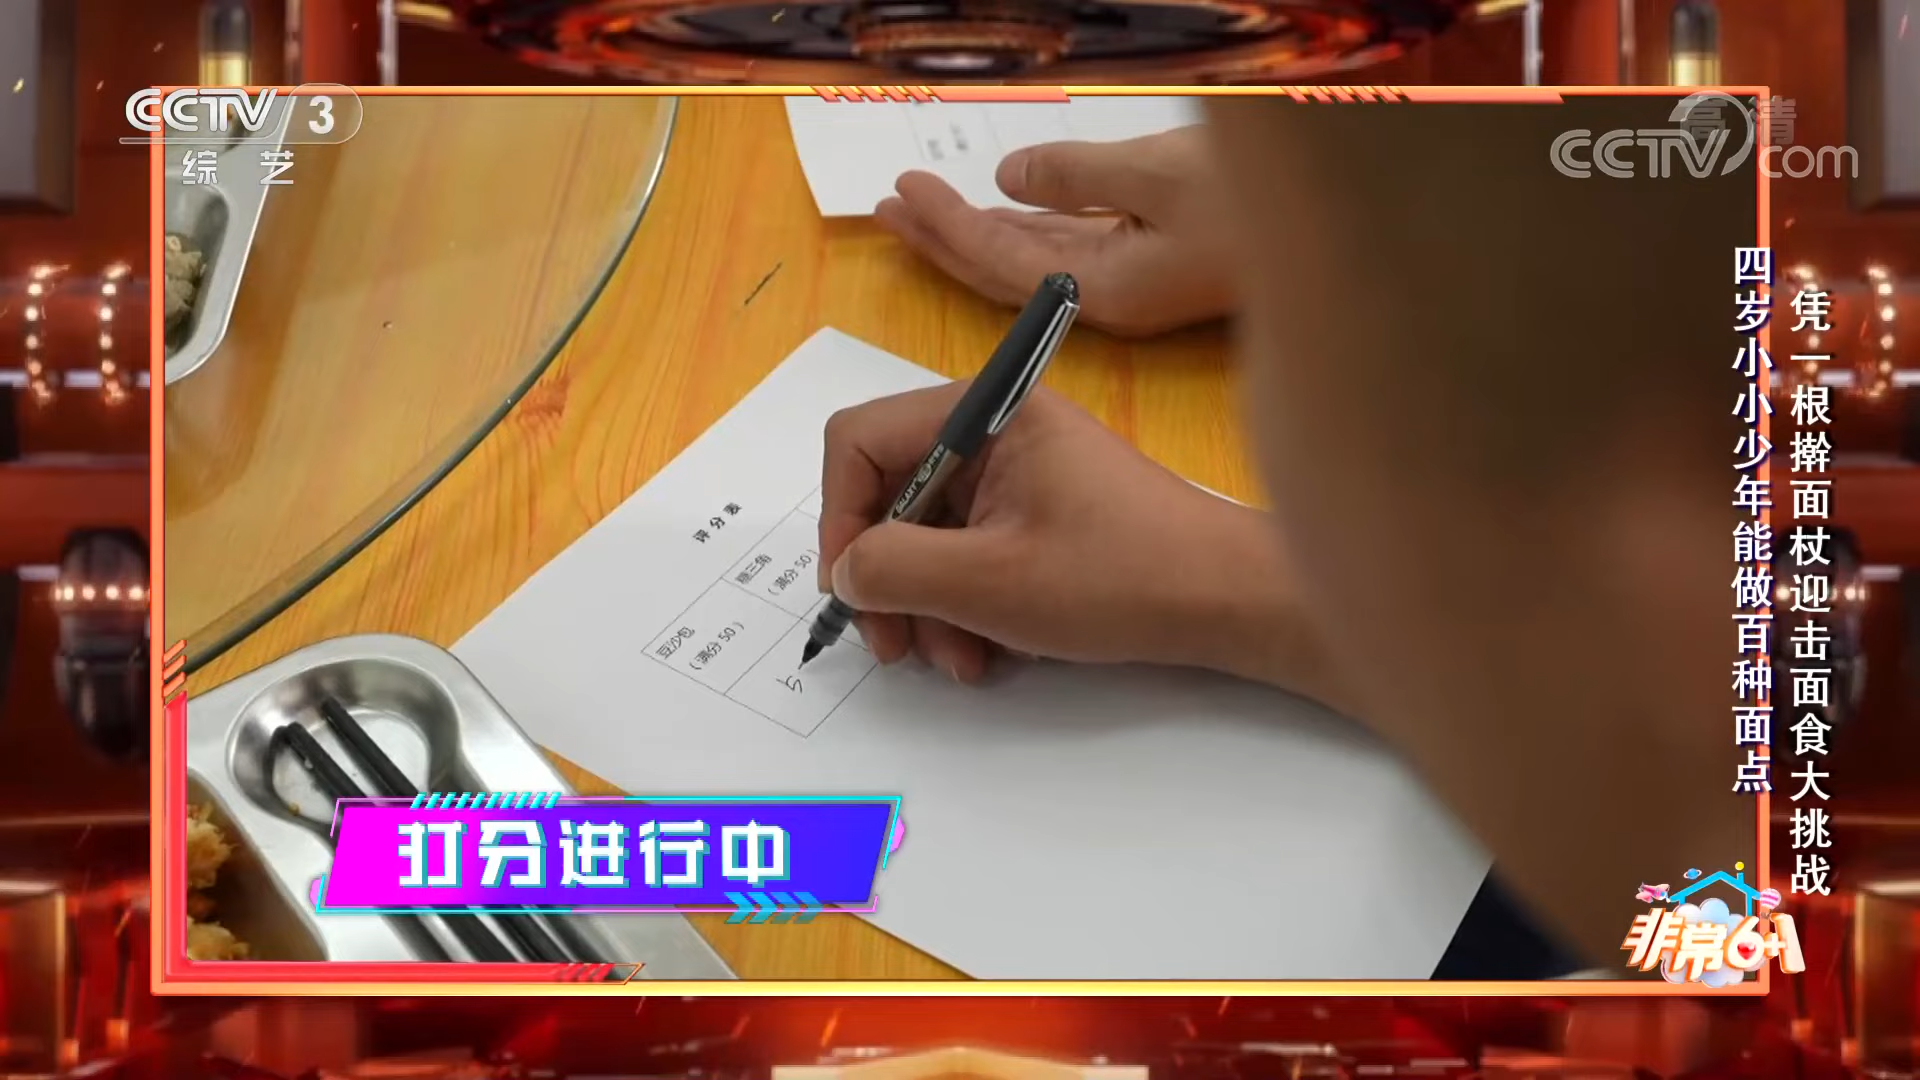 CCTV 3
综艺
高清
CCTV.com
凭一根擀面杖迎击面食大挑战
四岁小小少年能做百种面点
评分表
糖三角
（满分50）
豆沙包
（满分50）
5
打分进行中
非常6+1